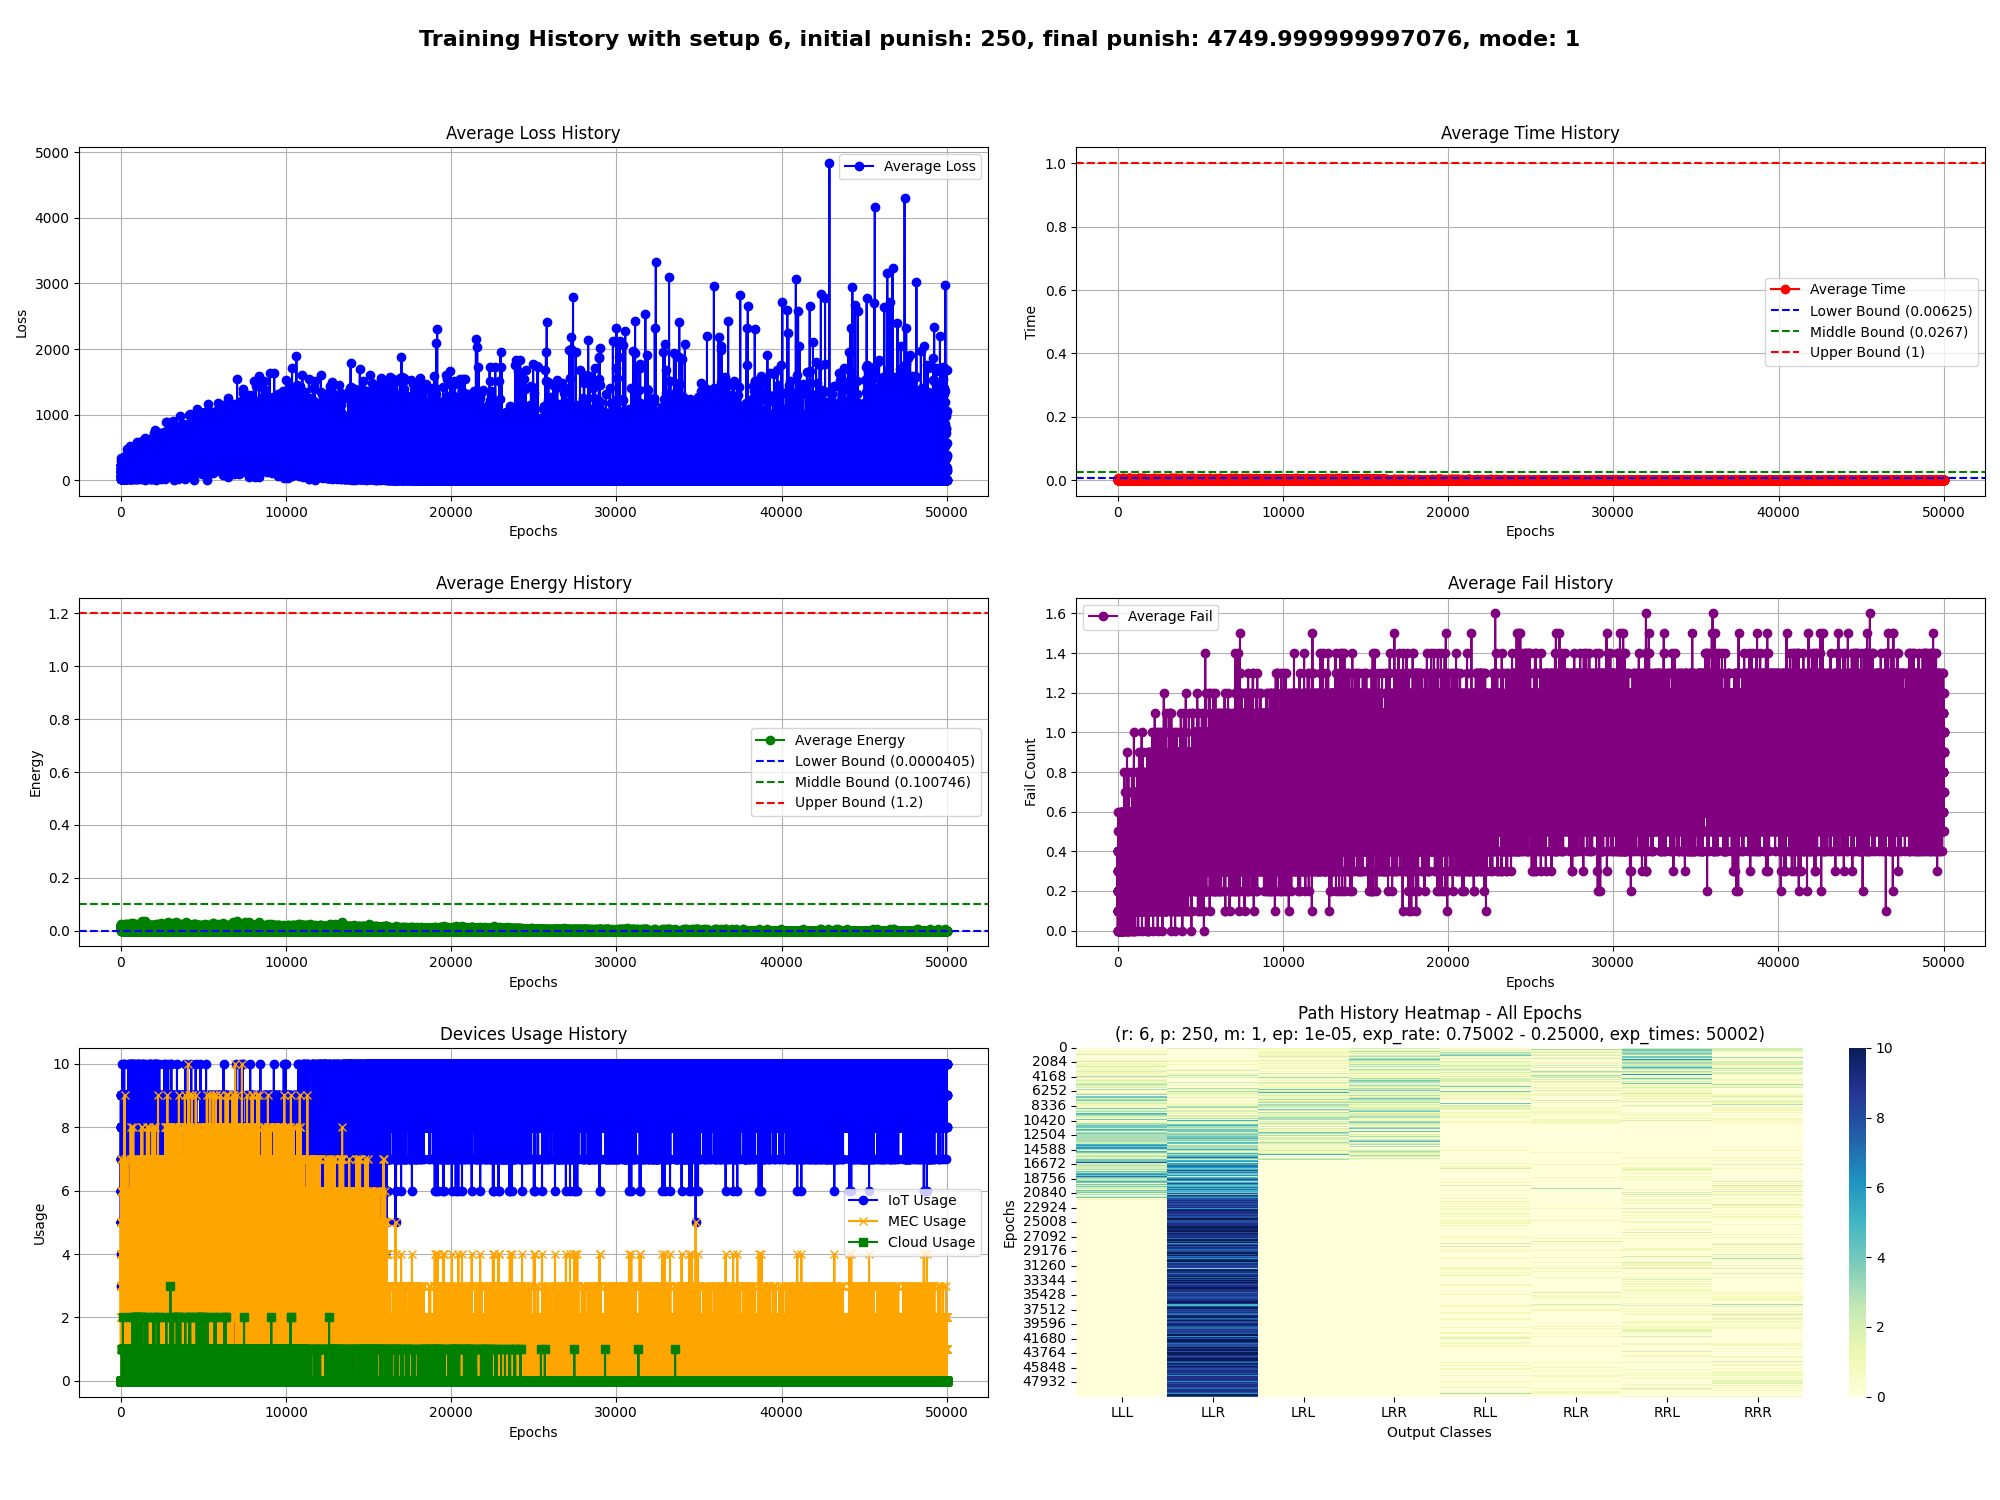 Training History with setup 6, initial punish: 250, final punish: 4749.999999997076, mode: 1
Average Loss History
5000
4000
3000
2000
1000
0
Loss
Average Loss
0 10000 20000 30000 40000 50000
Epochs
Average Time History
1.0
0.8
0.6
0.4
0.2
0.0
Time
Average Time
Lower Bound (0.00625)
Middle Bound (0.0267)
Upper Bound (1)
0 10000 20000 30000 40000 50000
Epochs
Average Energy History
1.2
1.0
0.8
0.6
0.4
0.2
0.0
Energy
Average Energy
Lower Bound (0.0000405)
Middle Bound (0.100746)
Upper Bound (1.2)
0 10000 20000 30000 40000 50000
Epochs
Average Fail History
1.6
1.4
1.2
1.0
0.8
0.6
0.4
0.2
0.0
Fail Count
Average Fail
0 10000 20000 30000 40000 50000
Epochs
Devices Usage History
10
8
6
4
2
0
Usage
IoT Usage
MEC Usage
Cloud Usage
0 10000 20000 30000 40000 50000
Epochs
Path History Heatmap - All Epochs
(r: 6, p: 250, m: 1, ep: 1e-05, exp_rate: 0.75002 - 0.25000, exp_times: 50002)
0
2084
4168
6252
8336
10420
12504
14588
16672
18756
20840
22924
25008
27092
29176
31260
33344
35428
37512
39596
41680
43764
45848
47932
Epochs
LLL LLR LRL LRR RLL RLR RRL RRR
Output Classes
10
8
6
4
2
0